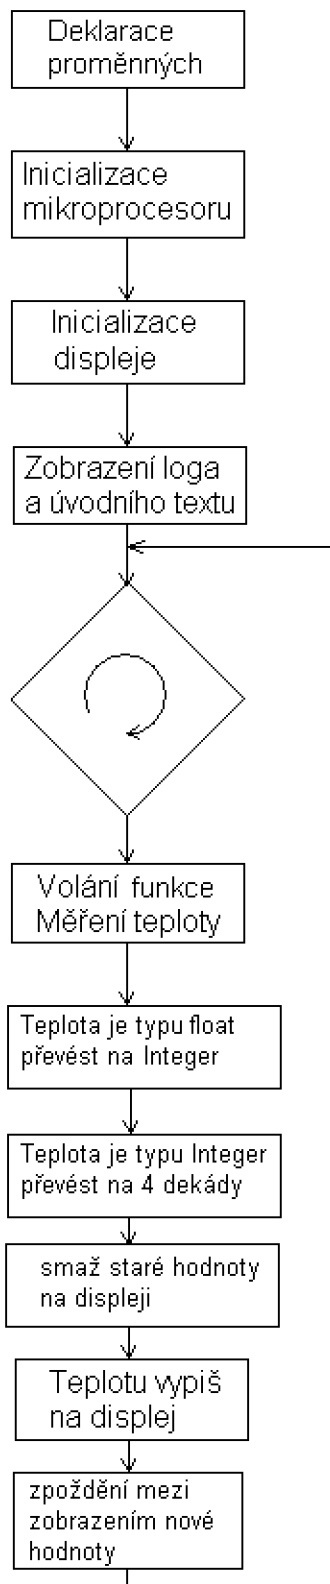 Deklarace
proměnných
Inicializace
mikroprocesoru
Inicializace
displeje
Zobrazení loga
a úvodního textu
Volání funkce
Měření teploty
Teplota je typu float
převést na Integer
Teplota je typu Integer
převést na 4 dekády
smaž staré hodnoty
na displeji
Teplotu vypiš
na displej
zpoždění mezi
zobrazením nové
hodnoty